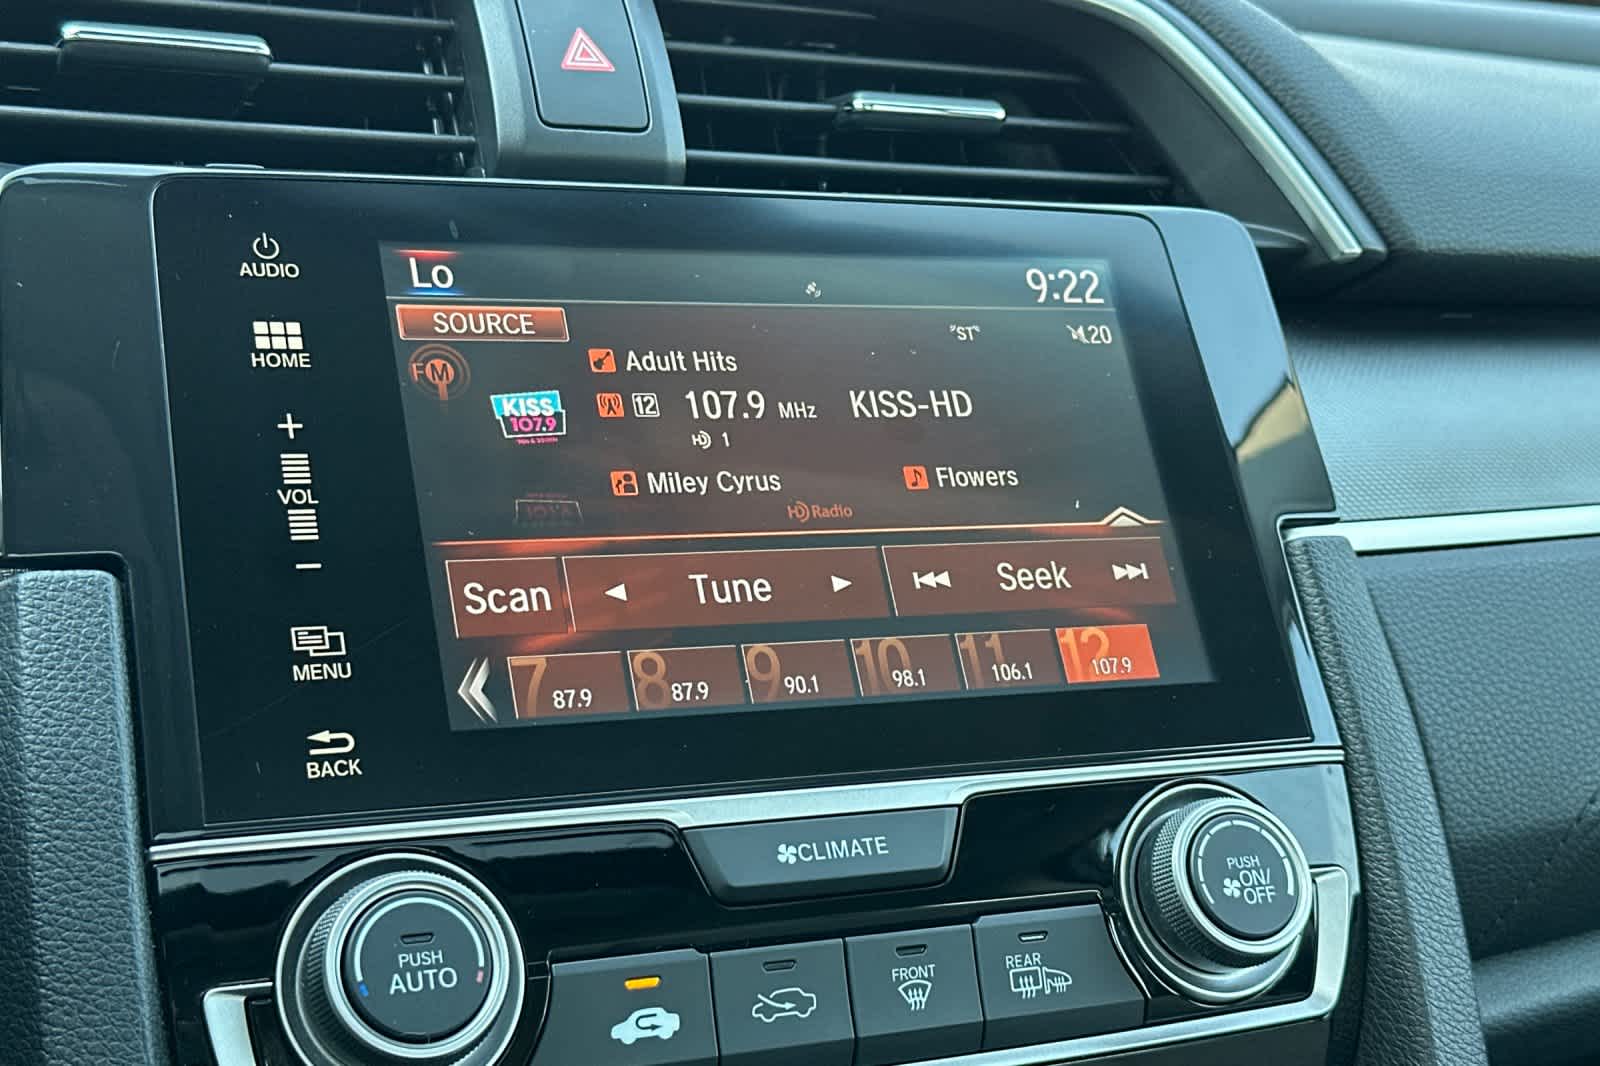 AUDIO
HOME
+
VOL
−
MENU
BACK
Lo
9:22
SOURCE
"ST"
20
FM
Adult Hits
KISS
107.9
12
107.9 MHz
KISS-HD
HD 1
Miley Cyrus
Flowers
HD Radio
Scan
Tune
Seek
7 87.9
8 87.9
9 90.1
10 98.1
11 106.1
12 107.9
CLIMATE
PUSH
AUTO
FRONT
REAR
PUSH
ON/
OFF